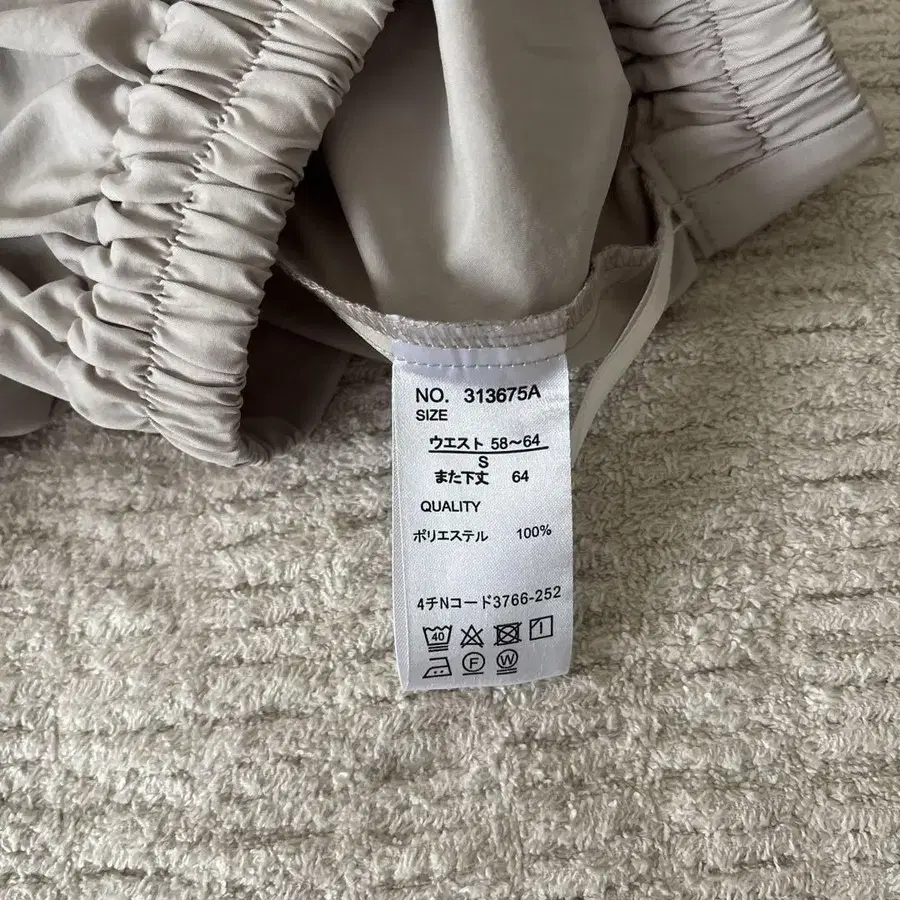 NO. 313675A
SIZE
ウエスト 58~64
S
また下丈 64
QUALITY
ポリエステル 100%
4チNコード3766-252
40
F W